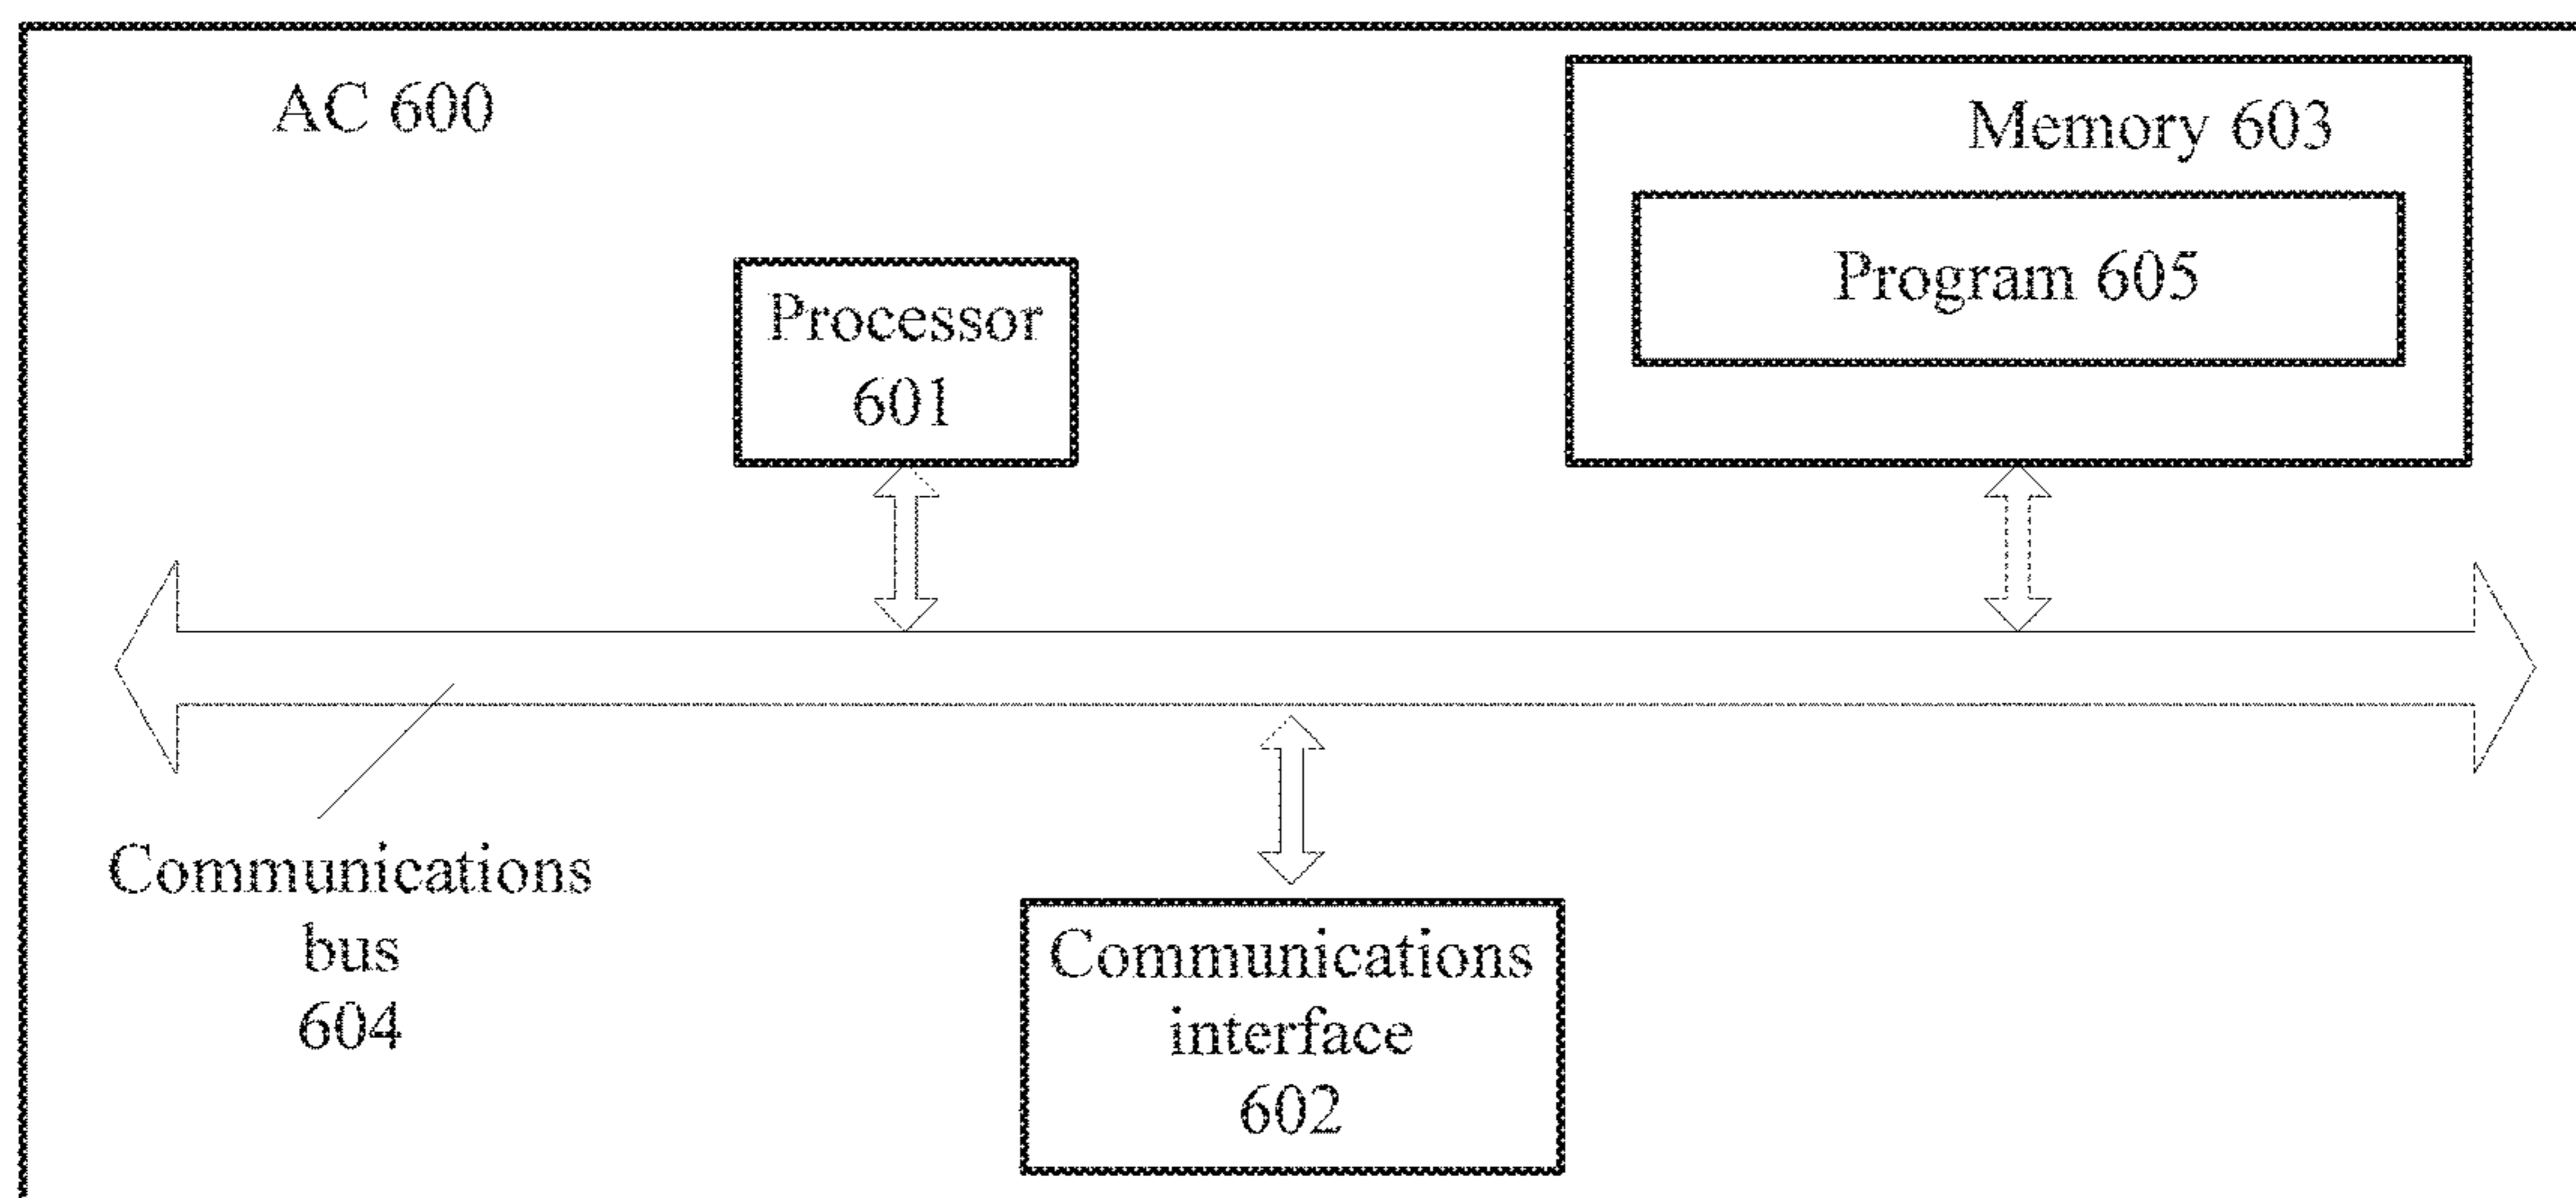 AC 600
Memory 603
Program 605
Processor
601
Communications
bus
604
Communications
interface
602